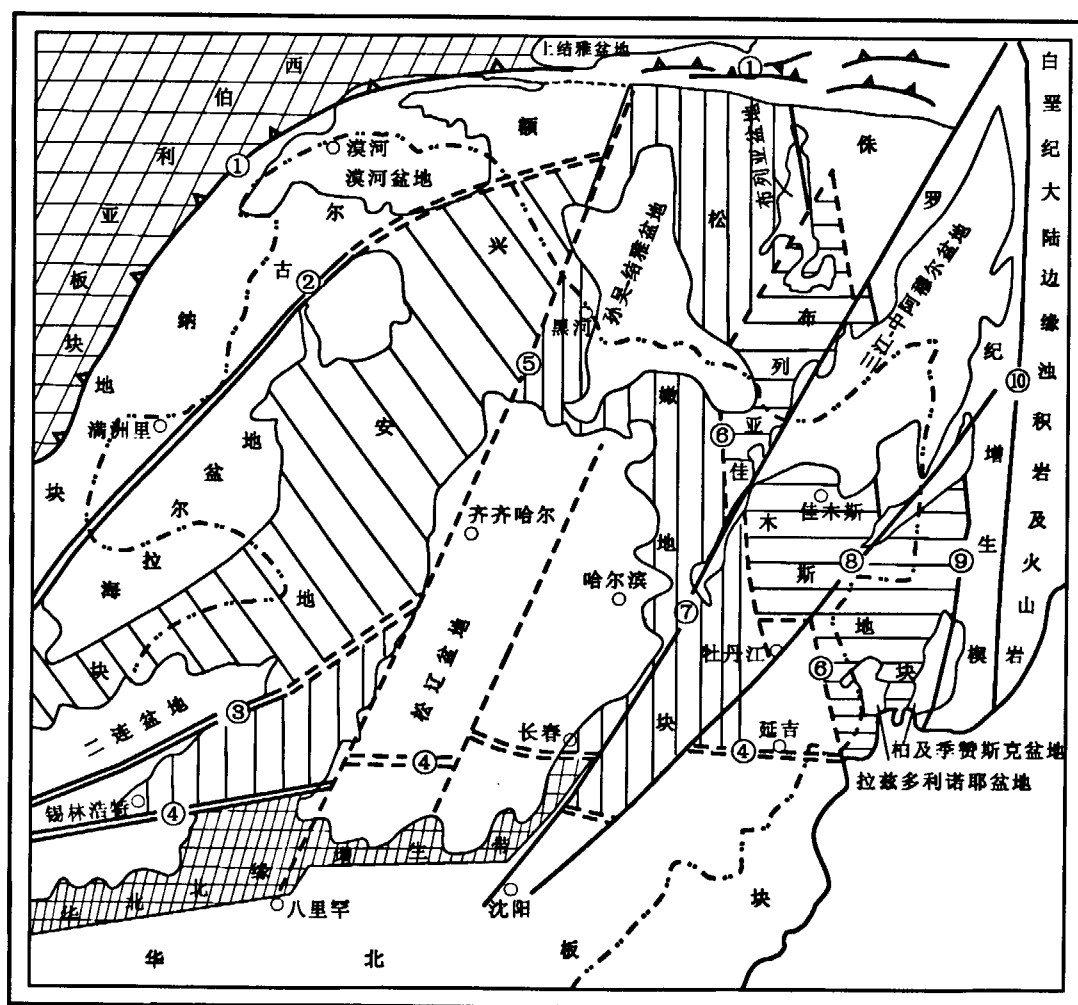 上结雅盆地
西伯利亚板块
白垩纪大陆边缘浊积岩及火山岩
①
①
额尔古纳地块
漠河
漠河盆地
②
兴安地块
松嫩地块
布列亚盆地
孙吴-结雅盆地
黑河
⑤
侏罗纪增生楔
三江-中阿穆尔盆地
⑩
布列亚佳木斯地块
⑥
满洲里
海拉尔盆地
齐齐哈尔
哈尔滨
佳木斯
⑧
⑨
⑦
牡丹江
⑥
松辽盆地
二连盆地
③
长春
延吉
④
④
④
锡林浩特
柏及季赞斯克盆地
拉兹多利诺耶盆地
华北北缘增生带
八里罕
沈阳
华北板块